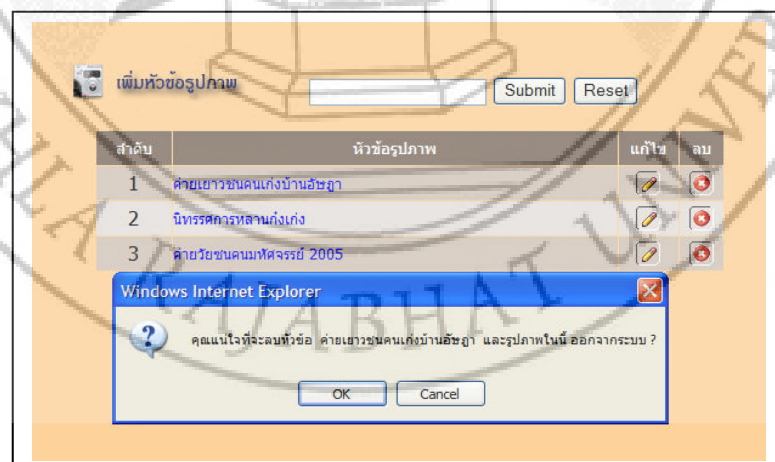 เพิ่มหัวข้อรูปภาพ Submit Reset
ลำดับ หัวข้อรูปภาพ แก้ไข ลบ
1 ค่ายเยาวชนคนเก่งบ้านอัษฎา
2 นิทรรศการหลานก๋งเก่ง
3 ค่ายวัยชนคนมหัศจรรย์ 2005
Windows Internet Explorer
คุณแน่ใจที่จะลบหัวข้อ ค่ายเยาวชนคนเก่งบ้านอัษฎา และรูปภาพในนี้ ออกจากระบบ ?
OK Cancel
RAJABHAT UNIVER